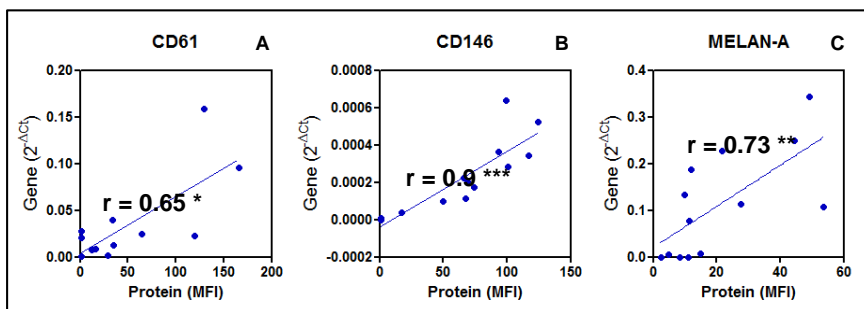 CD61 A
Gene (2^-ΔCt)
0.20
0.15
0.10
0.05
0.00
r = 0.65 *
0 50 100 150 200
Protein (MFI)
CD146 B
Gene (2^-ΔCt)
0.0008
0.0006
0.0004
0.0002
0.0000
-0.0002
r = 0.9 ***
0 50 100 150
Protein (MFI)
MELAN-A C
Gene (2^-ΔCt)
0.4
0.3
0.2
0.1
0.0
r = 0.73 **
0 20 40 60
Protein (MFI)